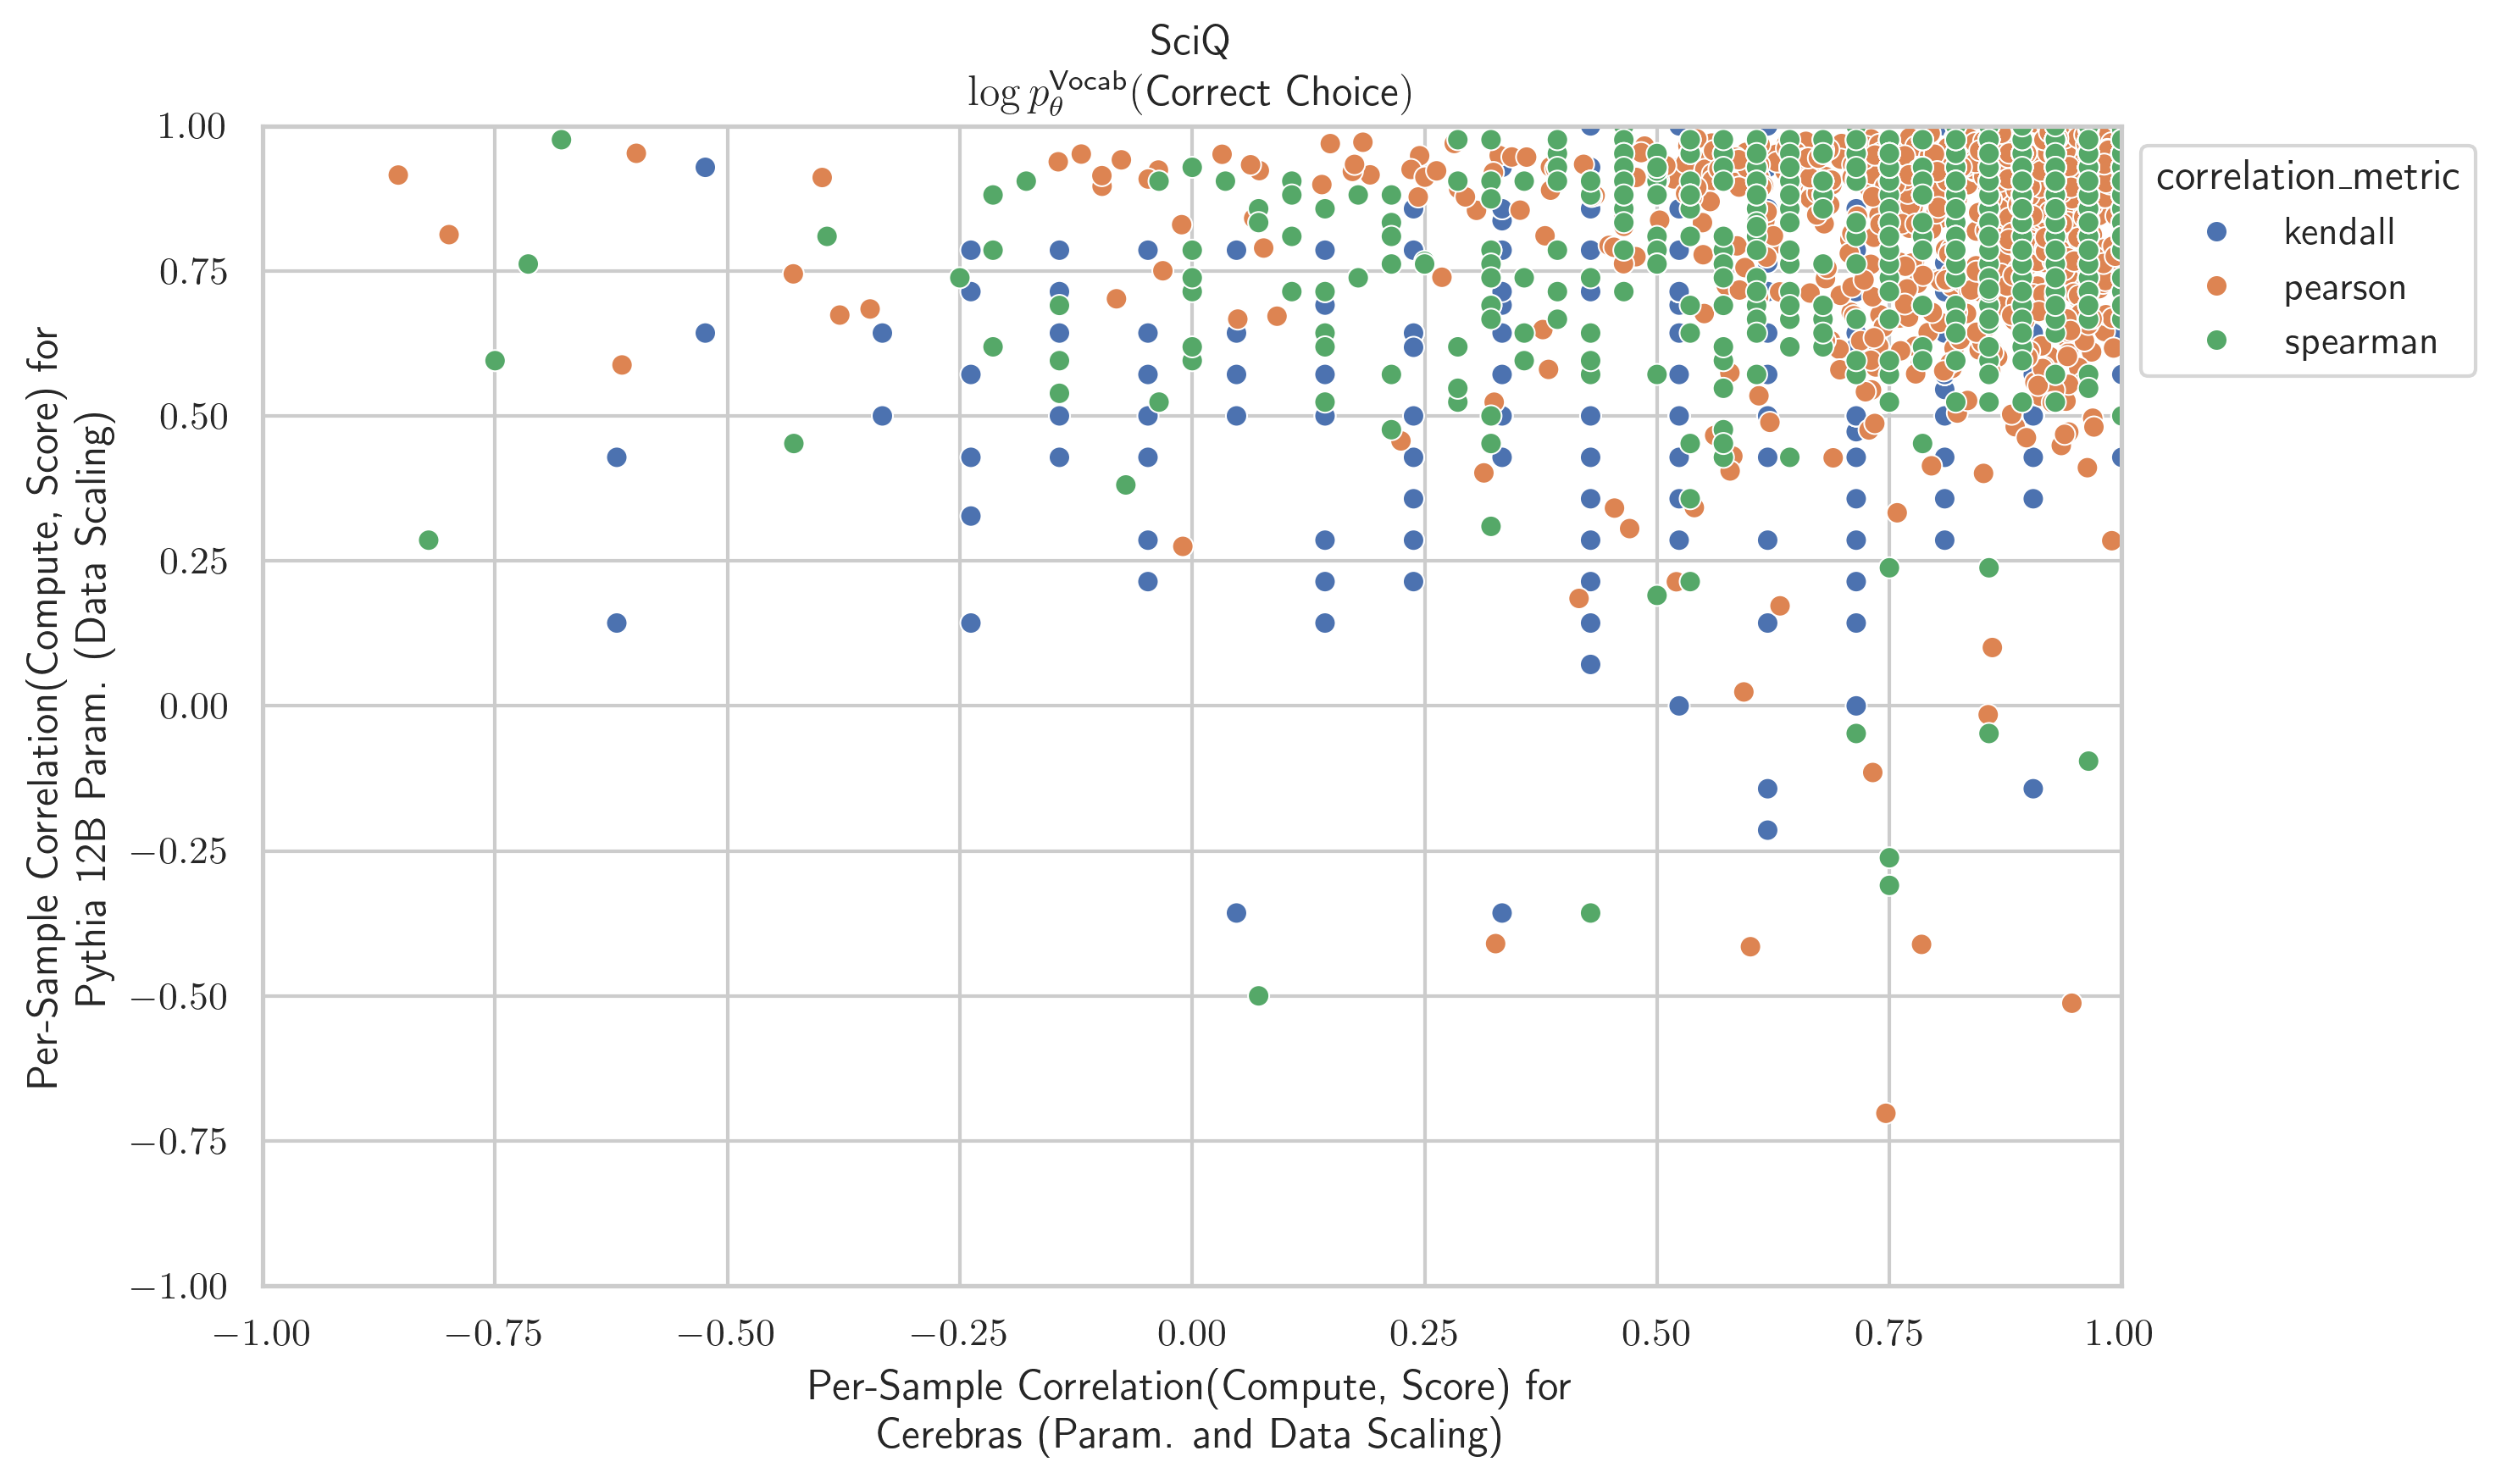 SciQ
log p_θ^Vocab(Correct Choice)
Per-Sample Correlation(Compute, Score) for
Pythia 12B Param. (Data Scaling)
1.00
0.75
0.50
0.25
0.00
−0.25
−0.50
−0.75
−1.00
−1.00 −0.75 −0.50 −0.25 0.00 0.25 0.50 0.75 1.00
Per-Sample Correlation(Compute, Score) for
Cerebras (Param. and Data Scaling)
correlation_metric
kendall
pearson
spearman